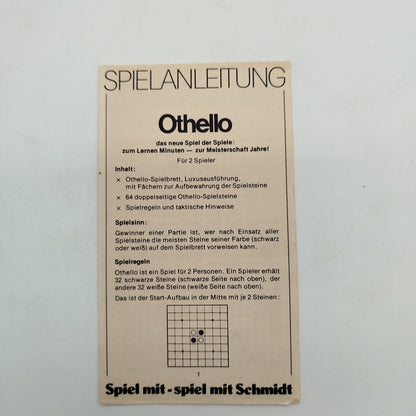 SPIELANLEITUNG
Othello
das neue Spiel der Spiele:
zum Lernen Minuten — zur Meisterschaft Jahre!
Für 2 Spieler
Inhalt:
× Othello-Spielbrett, Luxusausführung,
mit Fächern zur Aufbewahrung der Spielsteine
× 64 doppelseitige Othello-Spielsteine
× Spielregeln und taktische Hinweise
Spielsinn:
Gewinner einer Partie ist, wer nach Einsatz aller
Spielsteine die meisten Steine seiner Farbe (schwarz
oder weiß) auf dem Spielbrett vorweisen kann.
Spielregeln
Othello ist ein Spiel für 2 Personen. Ein Spieler erhält
32 schwarze Steine (schwarze Seite nach oben), der
andere 32 weiße Steine (weiße Seite nach oben).
Das ist der Start-Aufbau in der Mitte mit je 2 Steinen:
1
Spiel mit - spiel mit Schmidt